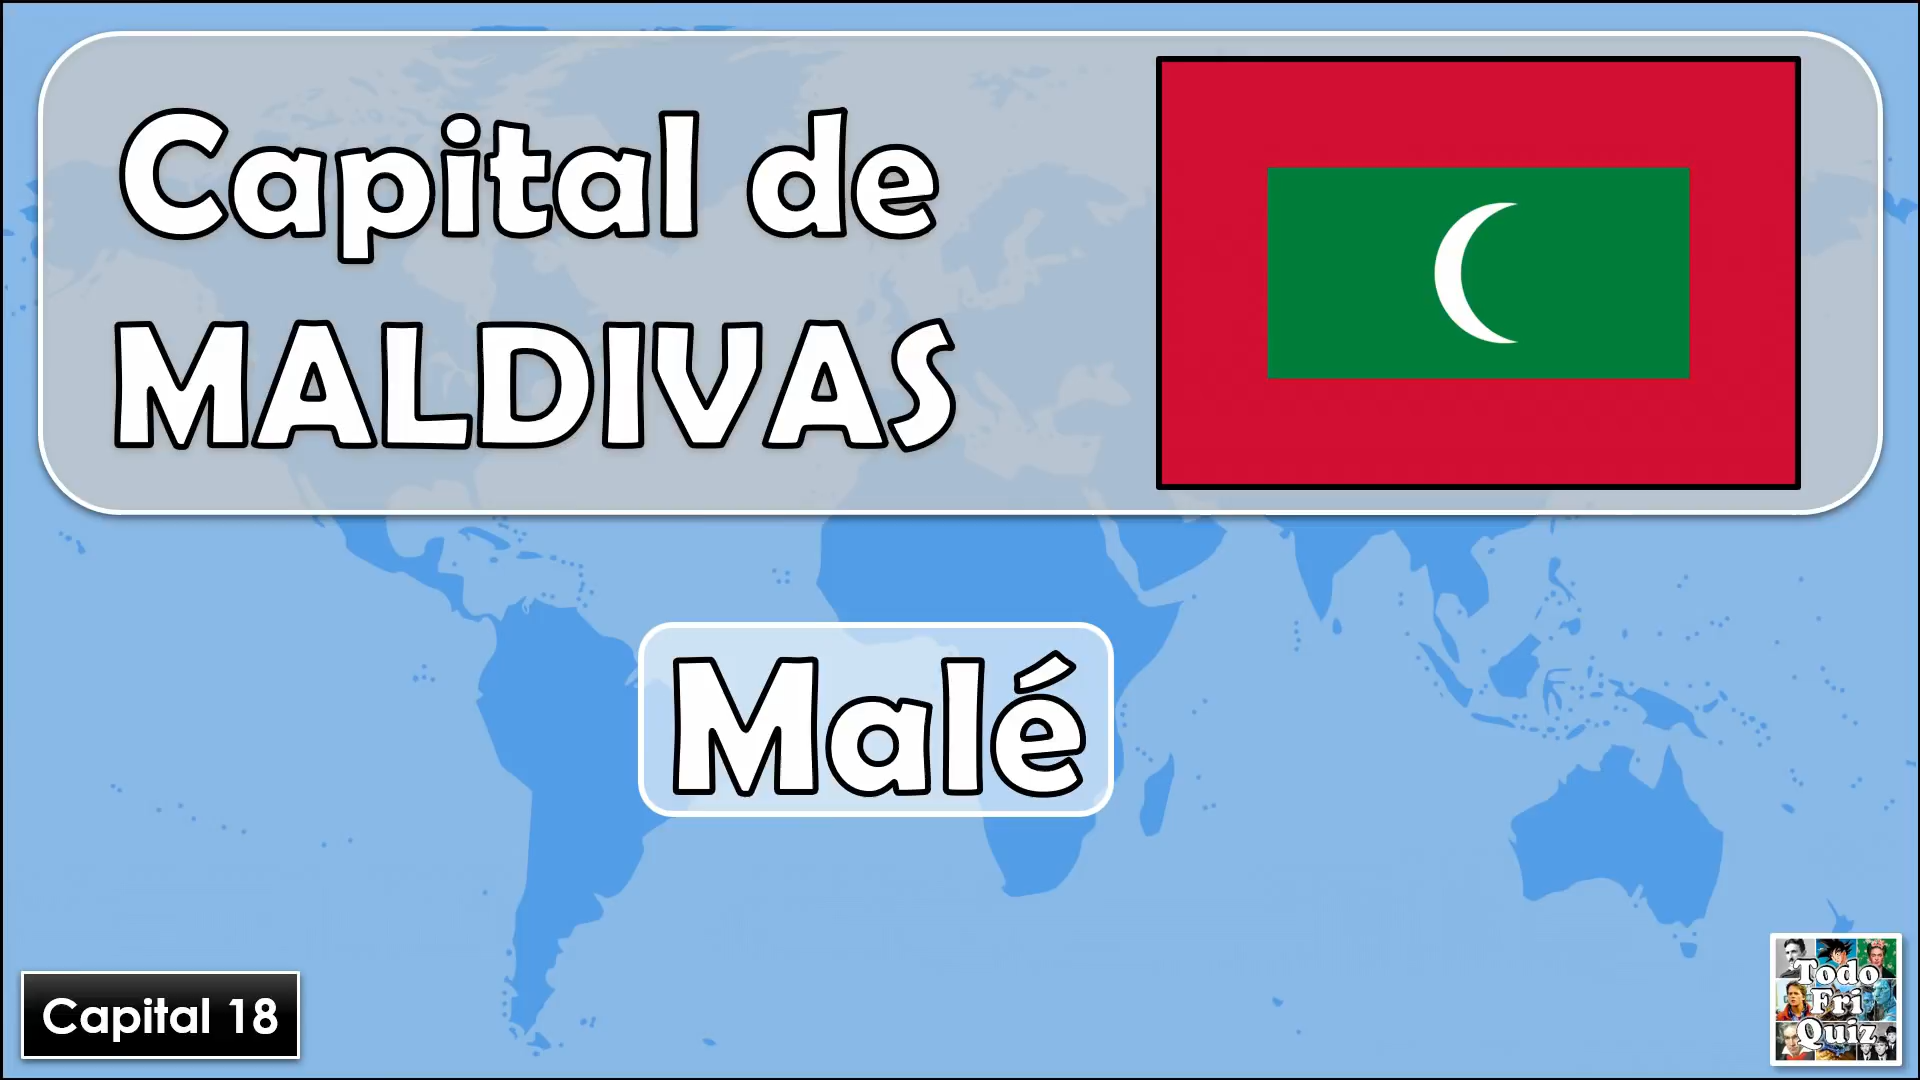 Capital de
MALDIVAS
Malé
Capital 18
Todo
Fri
Quiz